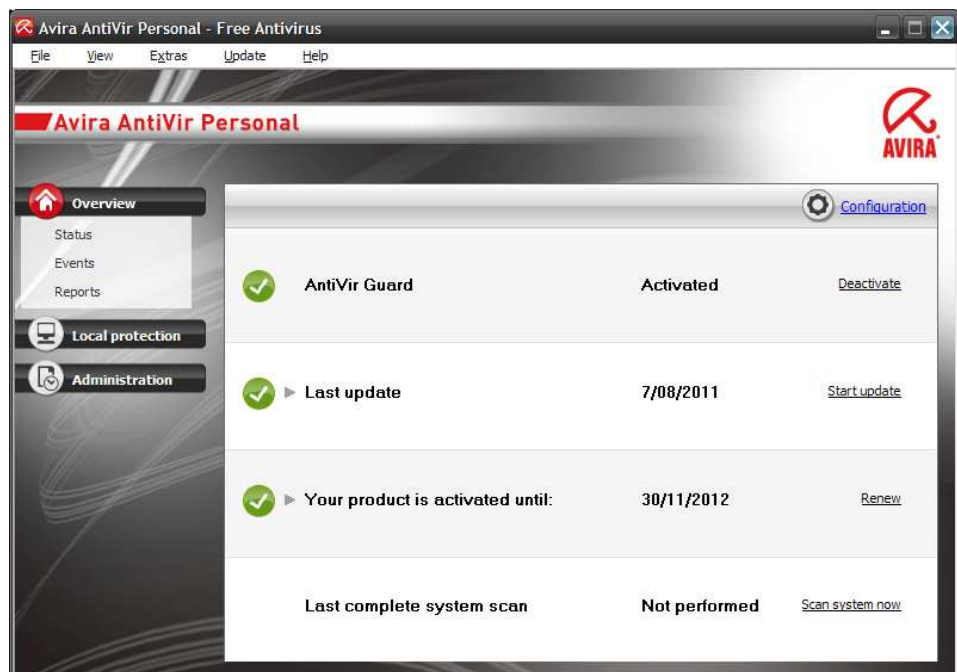 Avira AntiVir Personal - Free Antivirus
File View Extras Update Help
Avira AntiVir Personal
AVIRA
Overview
Status
Events
Reports
Local protection
Administration
Configuration
AntiVir Guard Activated Deactivate
Last update 7/08/2011 Start update
Your product is activated until: 30/11/2012 Renew
Last complete system scan Not performed Scan system now